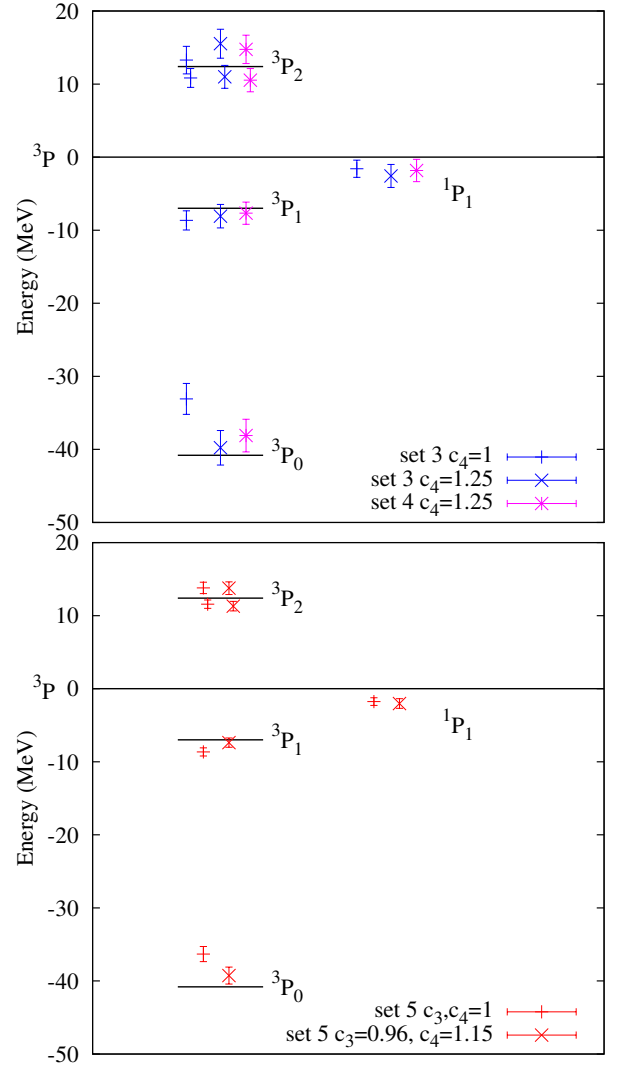 20
³P₂
10
³P 0
¹P₁
³P₁
-10
Energy (MeV)
-20
-30
³P₀
-40
set 3 c₄=1
set 3 c₄=1.25
set 4 c₄=1.25
-50
20
³P₂
10
³P 0
¹P₁
³P₁
-10
Energy (MeV)
-20
-30
-40
³P₀
set 5 c₃,c₄=1
set 5 c₃=0.96, c₄=1.15
-50